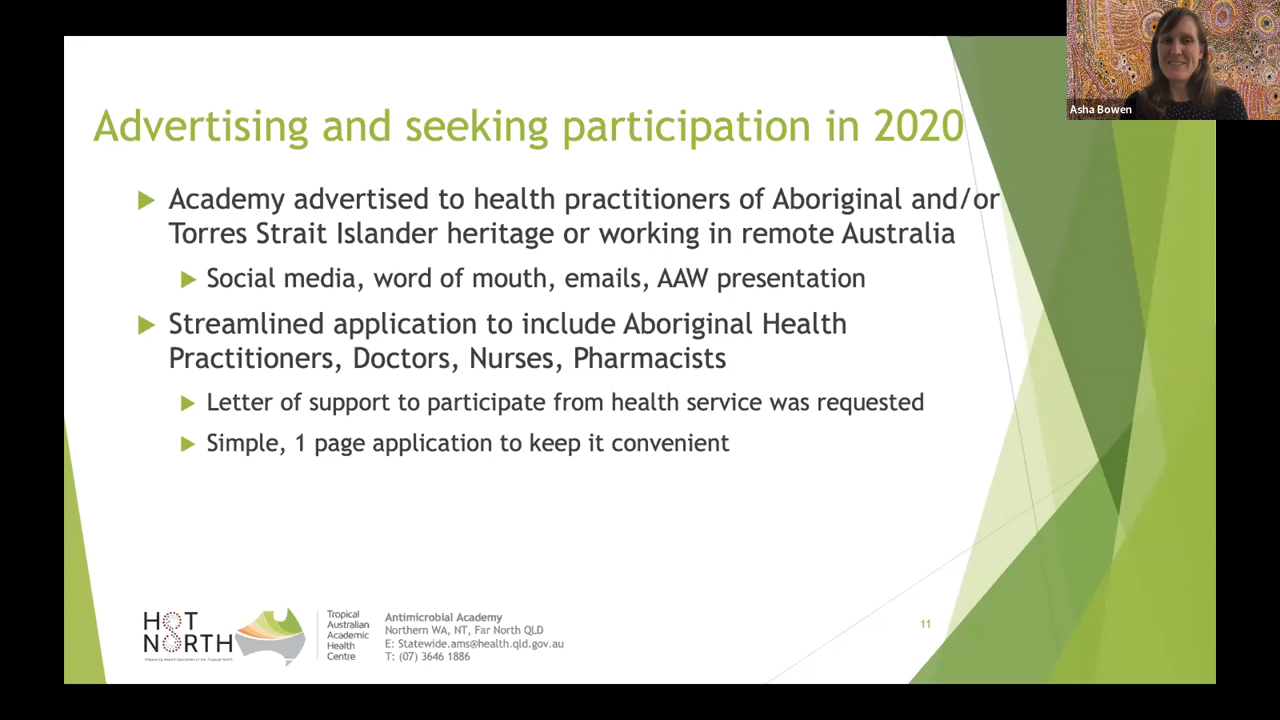 Asha Bowen
Advertising and seeking participation in 2020
Academy advertised to health practitioners of Aboriginal and/or
Torres Strait Islander heritage or working in remote Australia
Social media, word of mouth, emails, AAW presentation
Streamlined application to include Aboriginal Health
Practitioners, Doctors, Nurses, Pharmacists
Letter of support to participate from health service was requested
Simple, 1 page application to keep it convenient
HOT
NORTH
Tropical
Australian
Academic
Health
Centre
Antimicrobial Academy
Northern WA, NT, Far North QLD
E: Statewide.ams@health.qld.gov.au
T: (07) 3646 1886
11